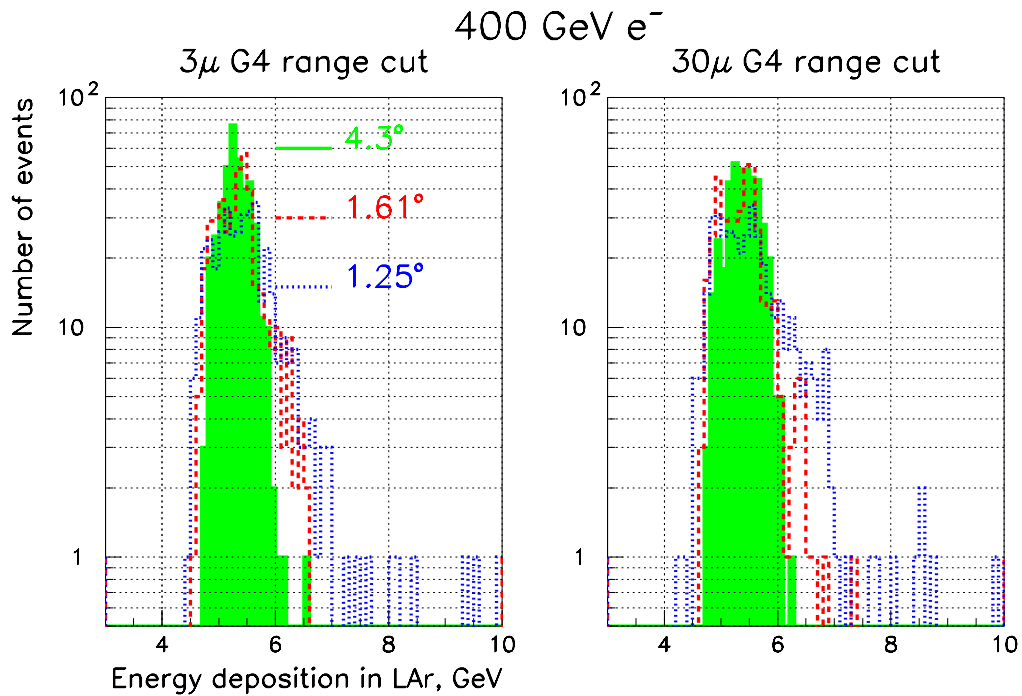 400 GeV e⁻
3μ G4 range cut
30μ G4 range cut
Number of events
10²
10
1
4.3°
1.61°
1.25°
4 6 8 10
Energy deposition in LAr, GeV
10²
10
1
4 6 8 10